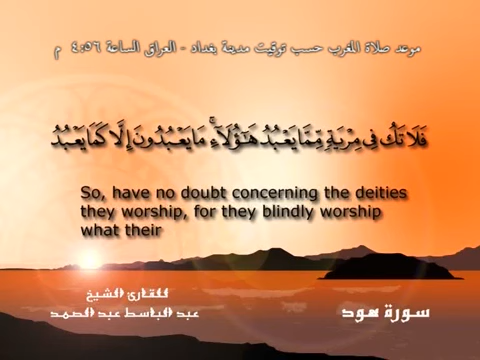 موعد صلاة المغرب حسب توقيت مدينة بغداد - العراق الساعة ٤:٥٦ م
فَلَا تَكُ فِي مِرْيَةٍ مِّمَّا يَعْبُدُ هَٰٓؤُلَآءِ ۚ مَا يَعْبُدُونَ إِلَّا كَمَا يَعْبُدُ
So, have no doubt concerning the deities
they worship, for they blindly worship
what their
للقارئ الشيخ
عبد الباسط عبد الصمد
سورة هود